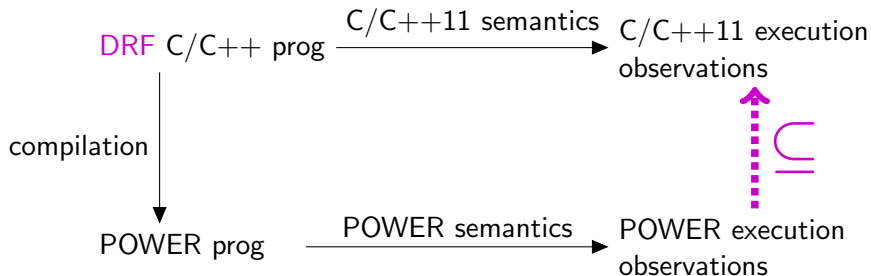 DRF C/C++ prog
C/C++11 semantics
C/C++11 execution
observations
compilation
⊆
POWER prog
POWER semantics
POWER execution
observations